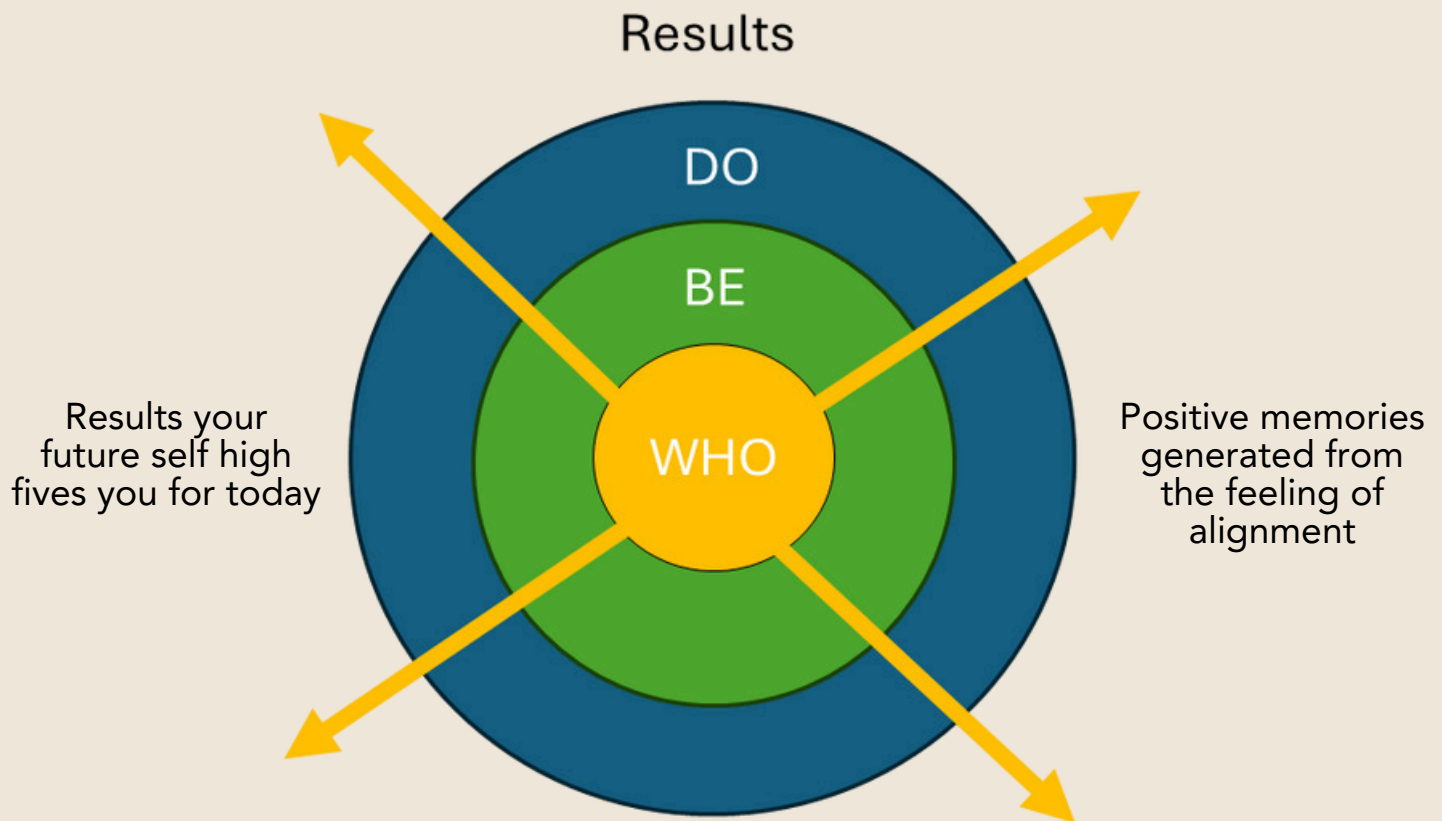 Results
DO
BE
WHO
Results your
future self high
fives you for today
Positive memories
generated from
the feeling of
alignment